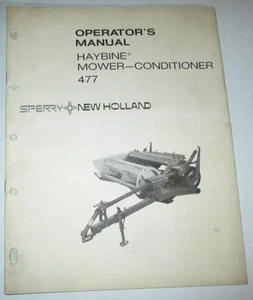 OPERATOR'S
MANUAL
HAYBINE®
MOWER—CONDITIONER
477
SPERRY NEW HOLLAND